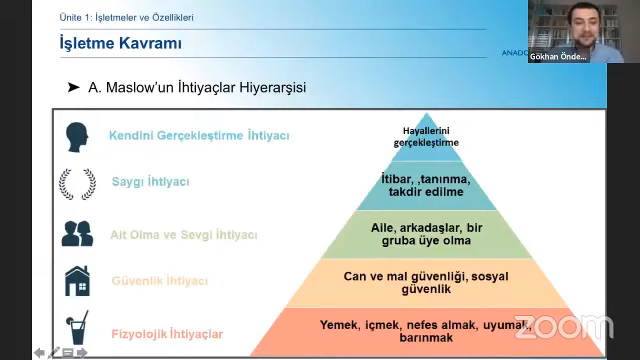 Ünite 1: İşletmeler ve Özellikleri
İşletme Kavramı
Gökhan Önde...
➤ A. Maslow’un İhtiyaçlar Hiyerarşisi
Kendini Gerçekleştirme İhtiyacı
Hayallerini
gerçekleştirme
Saygı İhtiyacı
İtibar, ,tanınma,
takdir edilme
Ait Olma ve Sevgi İhtiyacı
Aile, arkadaşlar, bir
gruba üye olma
Güvenlik İhtiyacı
Can ve mal güvenliği, sosyal
güvenlik
Fizyolojik İhtiyaçlar
Yemek, içmek, nefes almak, uyumak,
barınmak
zoom